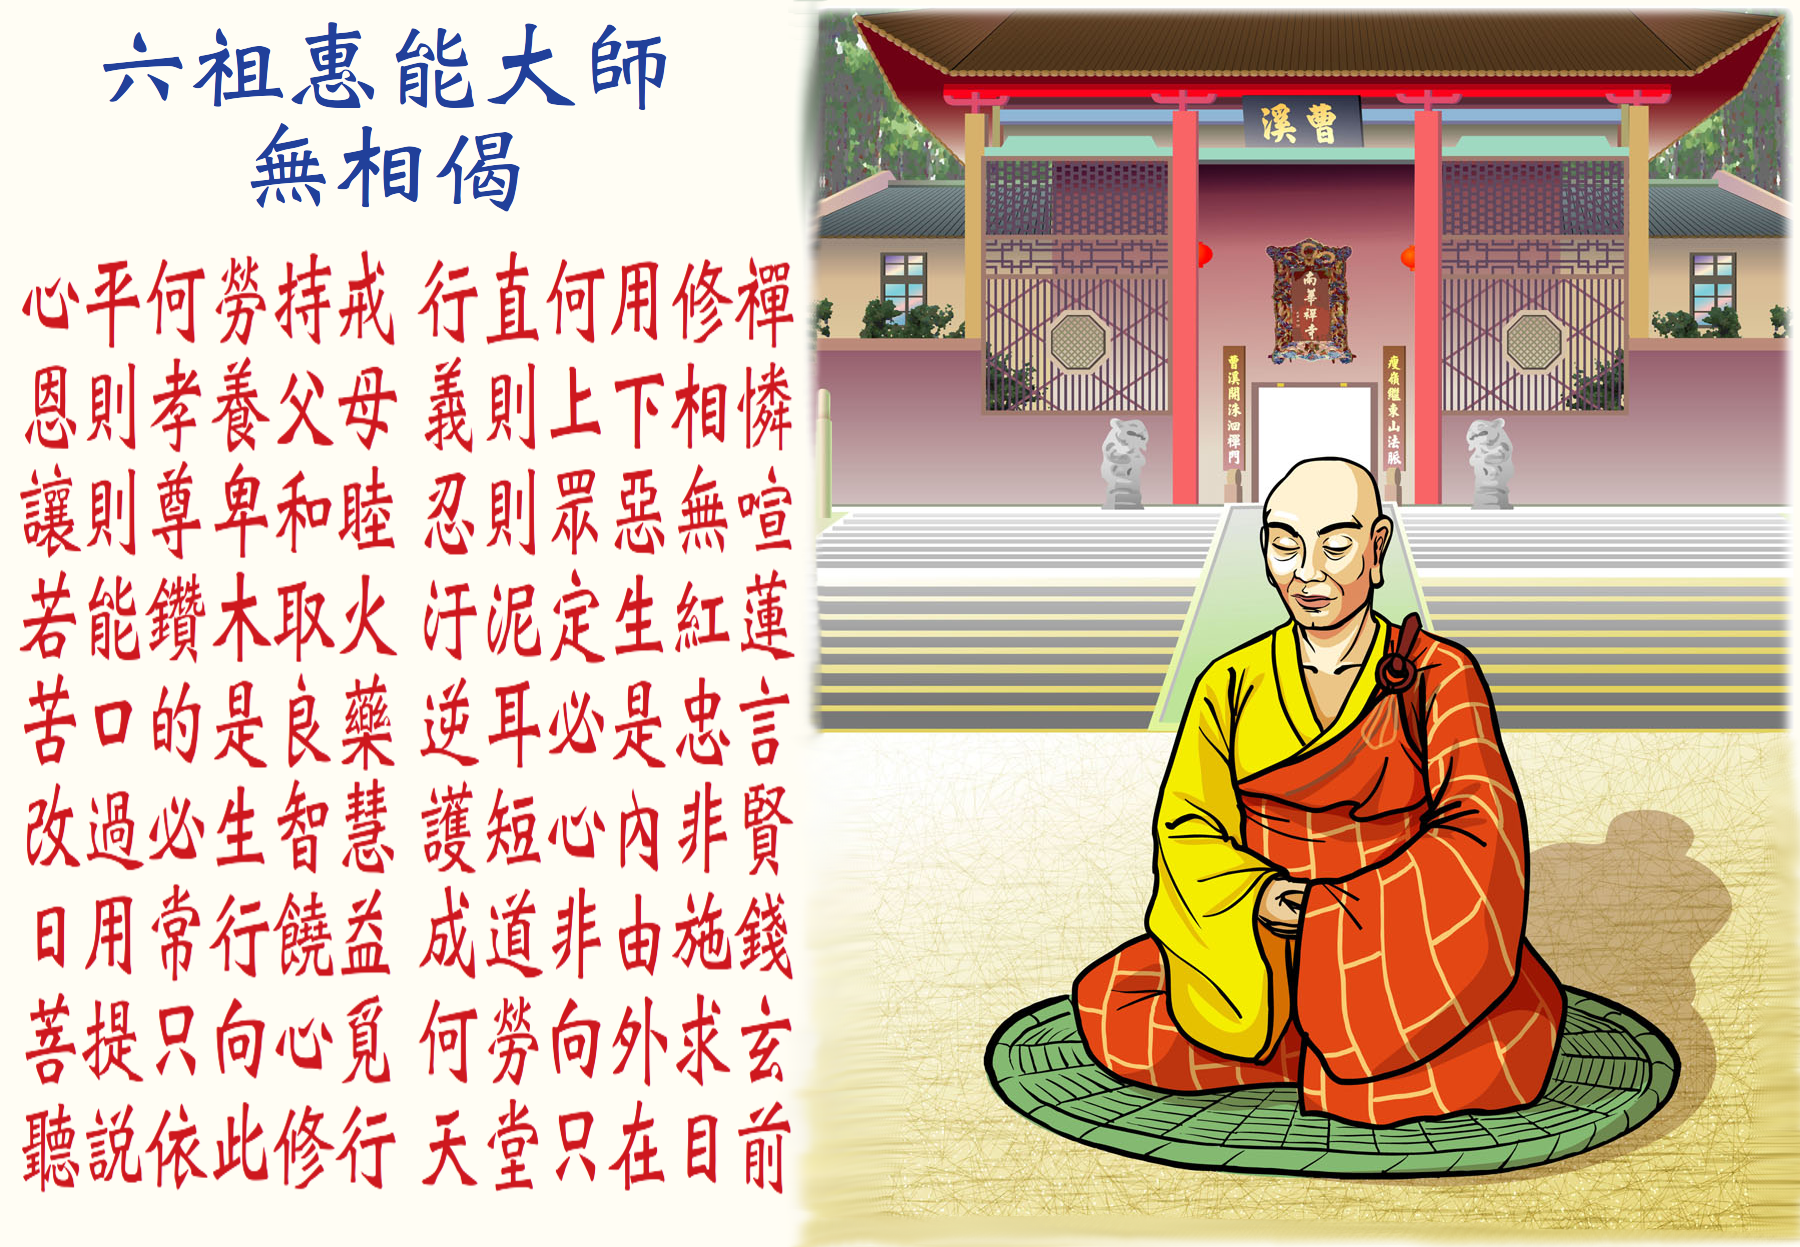 六祖惠能大師
無相偈
心平何勞持戒 行直何用修禪
恩則孝養父母 義則上下相憐
讓則尊卑和睦 忍則眾惡無喧
若能鑽木取火 汙泥定生紅蓮
苦口的是良藥 逆耳必是忠言
改過必生智慧 護短心內非賢
日用常行饒益 成道非由施錢
菩提只向心覓 何勞向外求玄
聽説依此修行 天堂只在目前
溪曹
南華禪寺
曹溪開洙泗禪門
庾嶺繼東山法脈